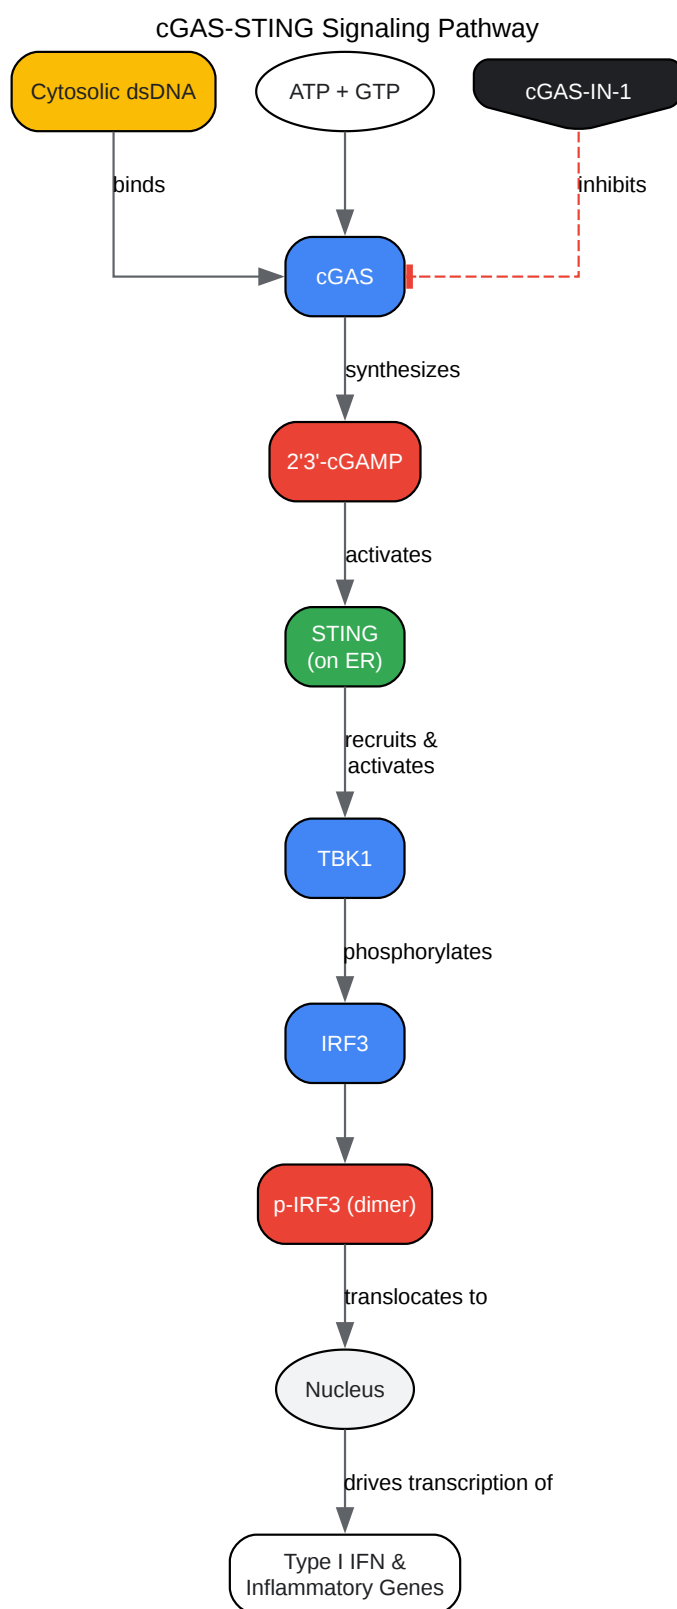 cGAS-STING Signaling Pathway
Cytosolic dsDNA
ATP + GTP
cGAS-IN-1
binds
inhibits
cGAS
synthesizes
2'3'-cGAMP
activates
STING
(on ER)
recruits &
activates
TBK1
phosphorylates
IRF3
p-IRF3 (dimer)
translocates to
Nucleus
drives transcription of
Type I IFN &
Inflammatory Genes